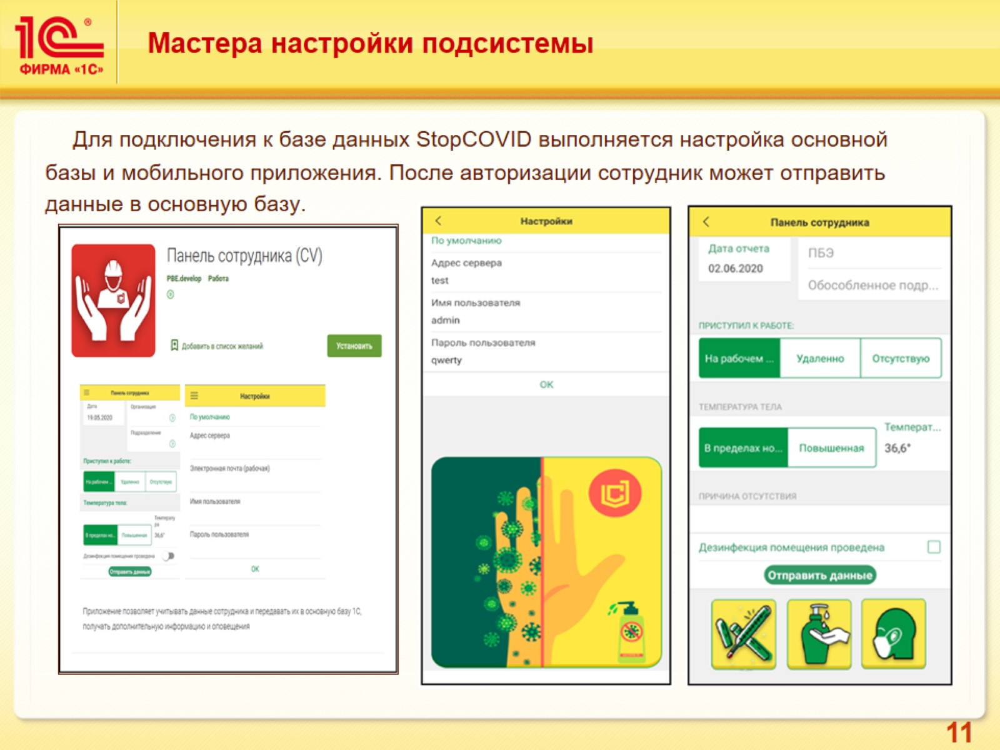 1С®
ФИРМА «1С»
Мастера настройки подсистемы
Для подключения к базе данных StopCOVID выполняется настройка основной
базы и мобильного приложения. После авторизации сотрудник может отправить
данные в основную базу.
Панель сотрудника (CV)
PBE.develop Работа
Добавить в список желаний
Установить
Панель сотрудника
Дата
19.05.2020
Организация
Подразделение
Приступил к работе:
На рабочем ...
Удаленно
Отсутствую
Температура тела:
Температу
ра
В пределах но...
Повышенная
36,6°
Дезинфекция помещения проведена
Отправить данные
Настройки
По умолчанию
Адрес сервера
Электронная почта (рабочая)
Имя пользователя
Пароль пользователя
OK
Приложение позволяет учитывать данные сотрудника и передавать их в основную базу 1С,
получать дополнительную информацию и оповещения
Настройки
По умолчанию
Адрес сервера
test
Имя пользователя
admin
Пароль пользователя
qwerty
OK
Панель сотрудника
Дата отчета
02.06.2020
ПБЭ
Обособленное подр...
ПРИСТУПИЛ К РАБОТЕ:
На рабочем ...
Удаленно
Отсутствую
ТЕМПЕРАТУРА ТЕЛА
Температ...
В пределах но...
Повышенная
36,6°
ПРИЧИНА ОТСУТСТВИЯ
Дезинфекция помещения проведена
Отправить данные
11